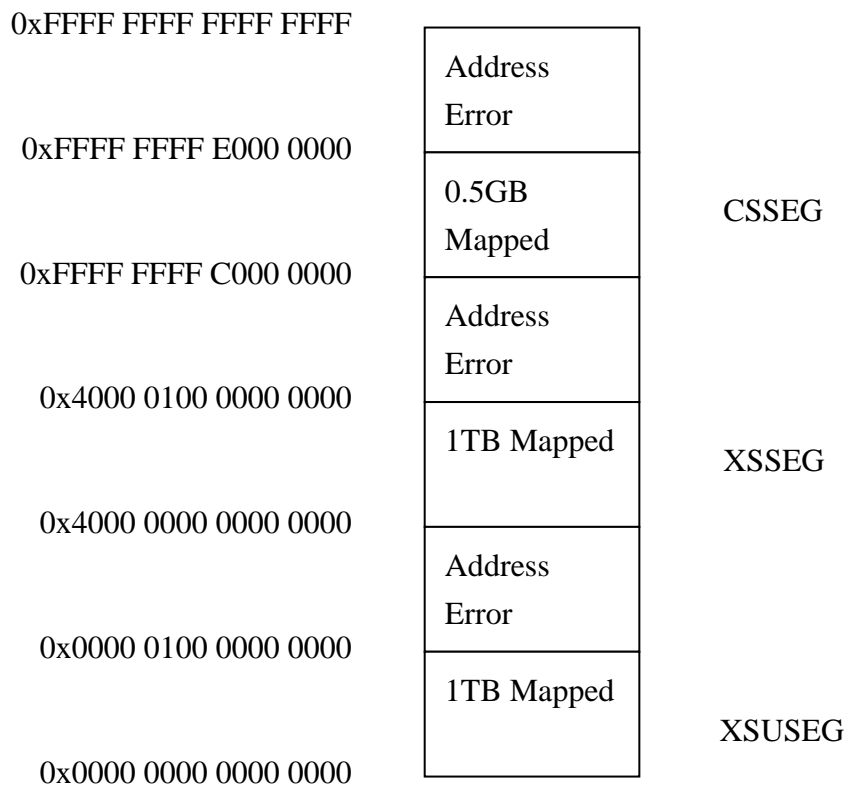 0xFFFF FFFF FFFF FFFF
Address
Error
0xFFFF FFFF E000 0000
0.5GB
Mapped
CSSEG
0xFFFF FFFF C000 0000
Address
Error
0x4000 0100 0000 0000
1TB Mapped
XSSEG
0x4000 0000 0000 0000
Address
Error
0x0000 0100 0000 0000
1TB Mapped
XSUSEG
0x0000 0000 0000 0000